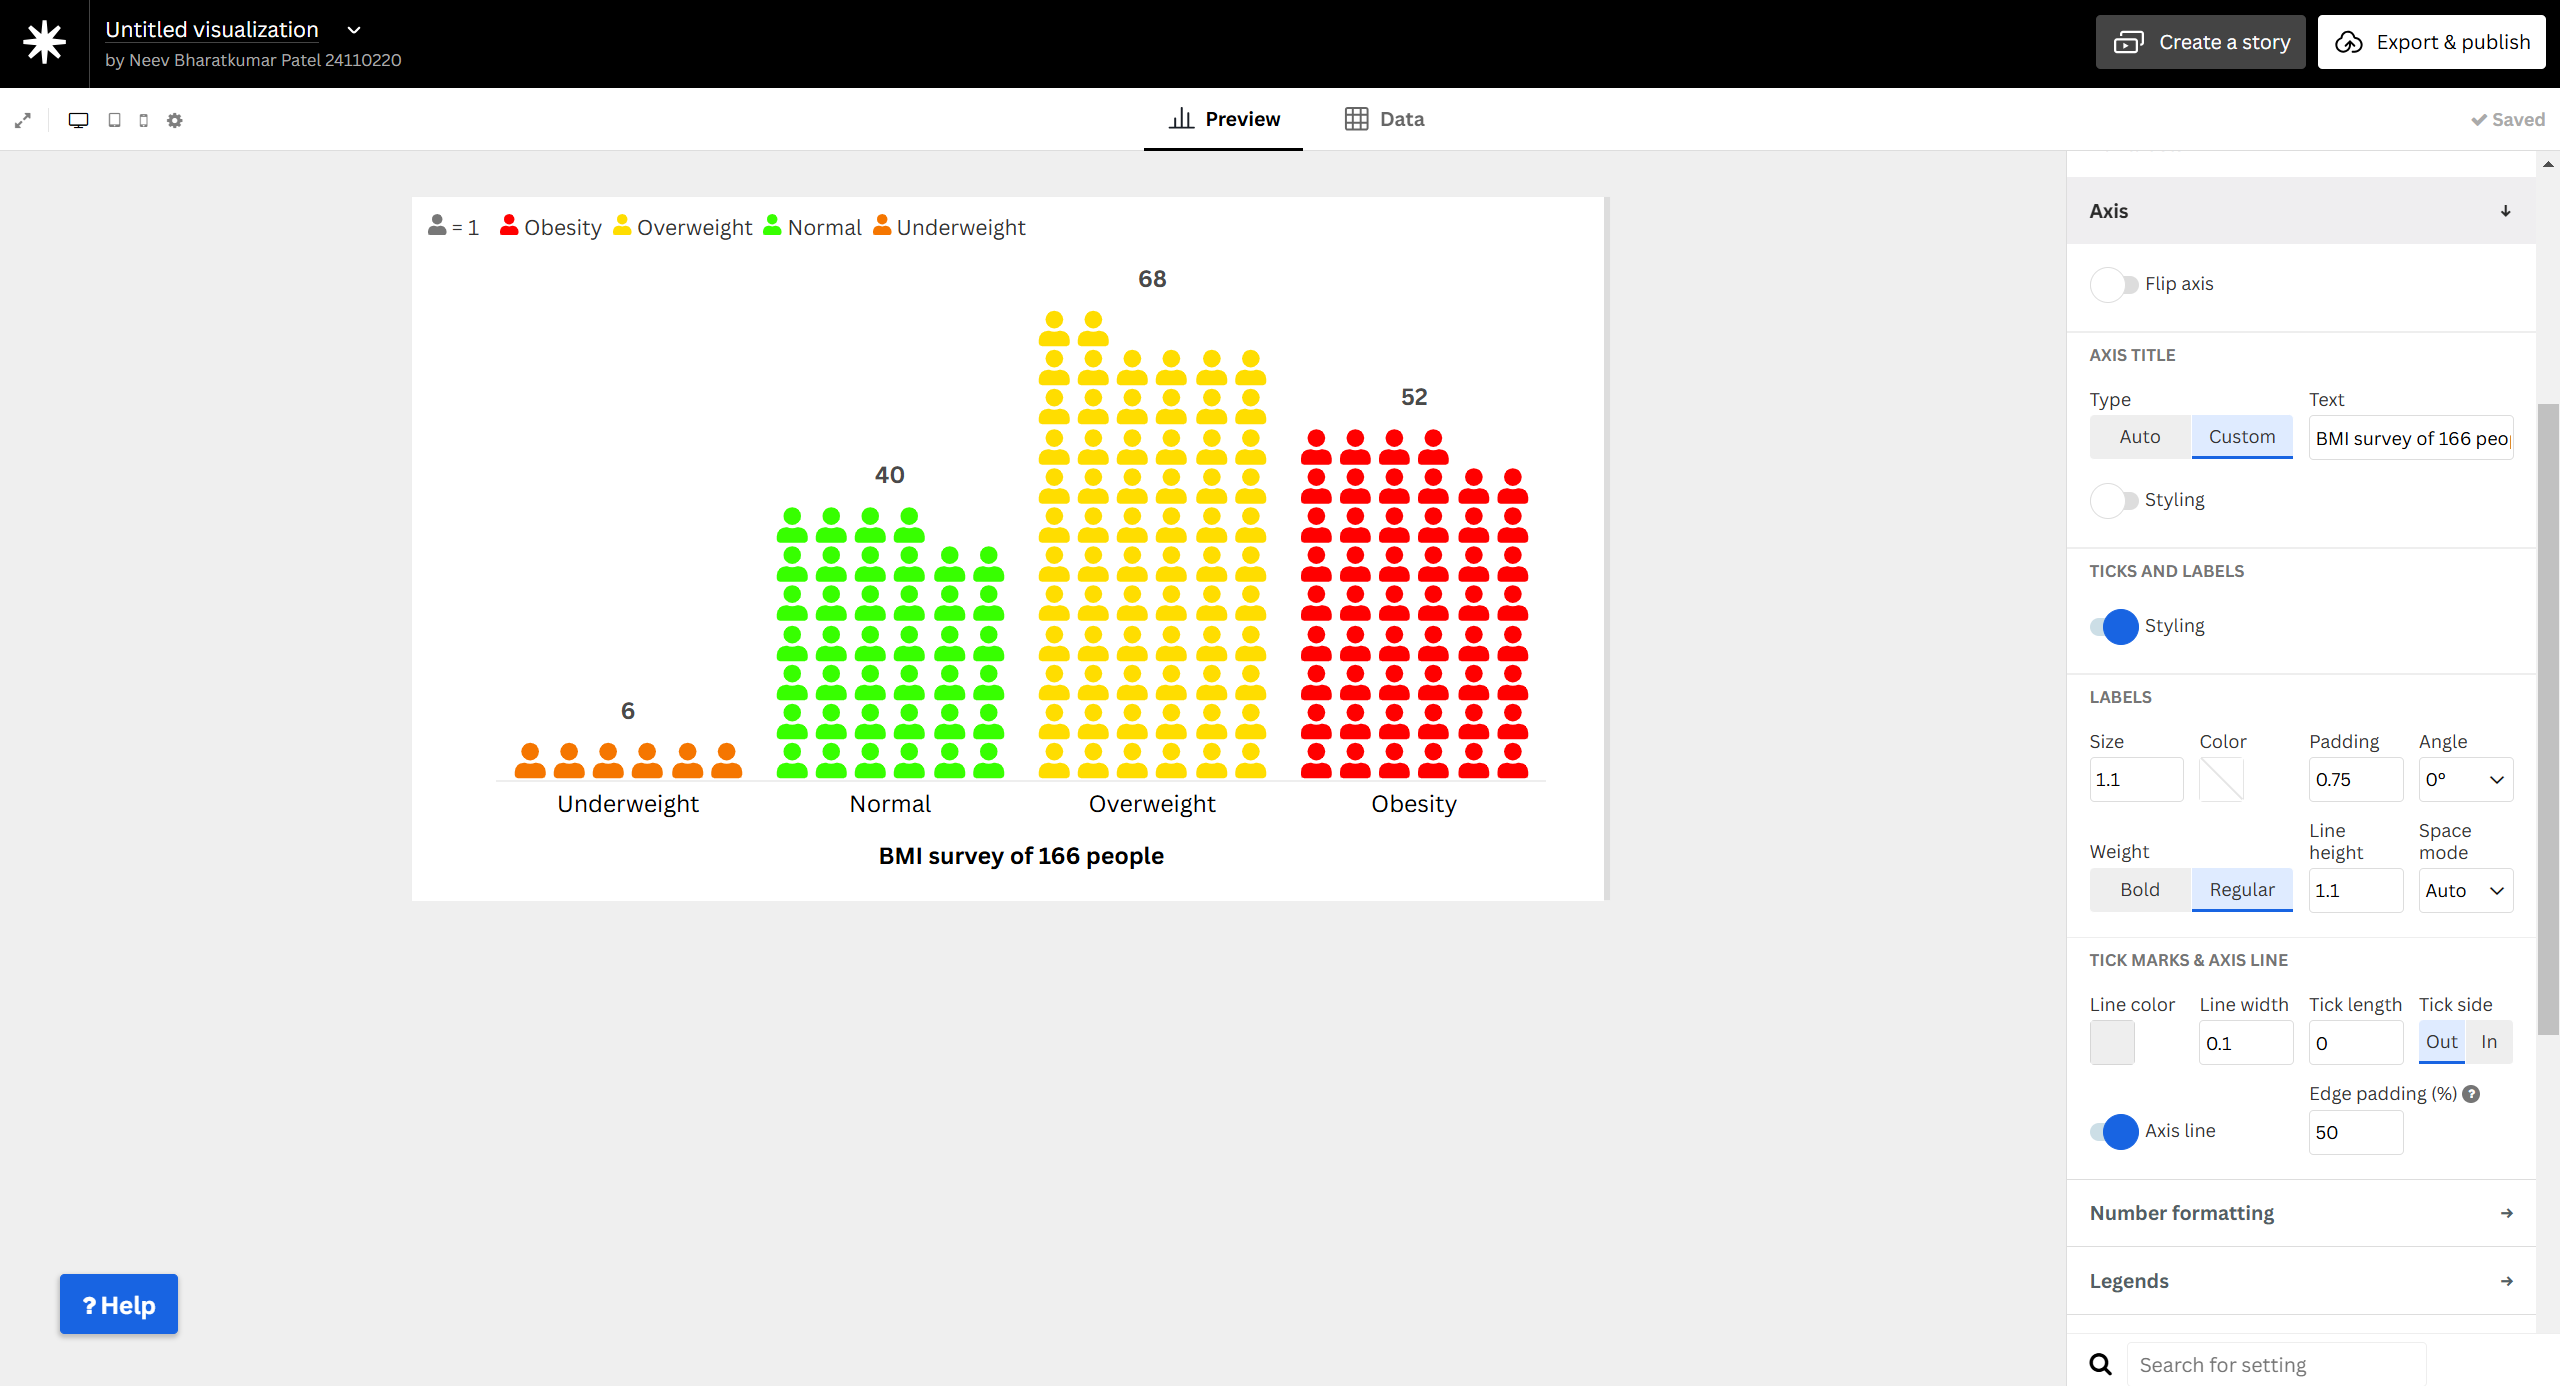 Untitled visualization
by Neev Bharatkumar Patel 24110220
Create a story
Export & publish
Preview
Data
Saved
= 1 Obesity Overweight Normal Underweight
68
52
40
6
Underweight Normal Overweight Obesity
BMI survey of 166 people
Axis
Flip axis
AXIS TITLE
Type Text
Auto Custom BMI survey of 166 peo
Styling
TICKS AND LABELS
Styling
LABELS
Size Color Padding Angle
1.1 0.75 0°
Weight Line height Space mode
Bold Regular 1.1 Auto
TICK MARKS & AXIS LINE
Line color Line width Tick length Tick side
0.1 0 Out In
Edge padding (%) ?
Axis line 50
Number formatting
Legends
Search for setting
? Help